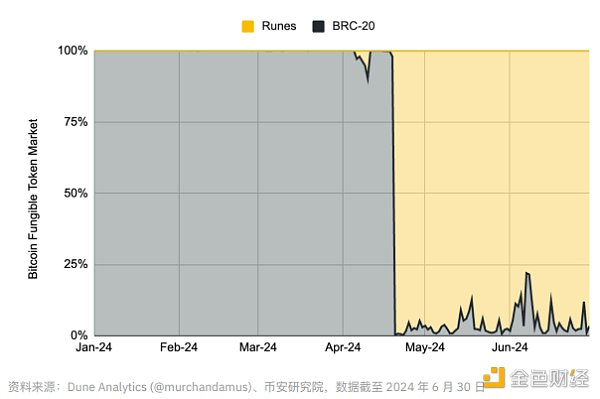 Runes BRC-20
100%
75%
50%
25%
0%
Bitcoin Fungible Token Market
Jan-24 Feb-24 Mar-24 Apr-24 May-24 Jun-24
资料来源：Dune Analytics (@murchandamus)、币安研究院，数据截至 2024 年 6 月 30 日
金色财经